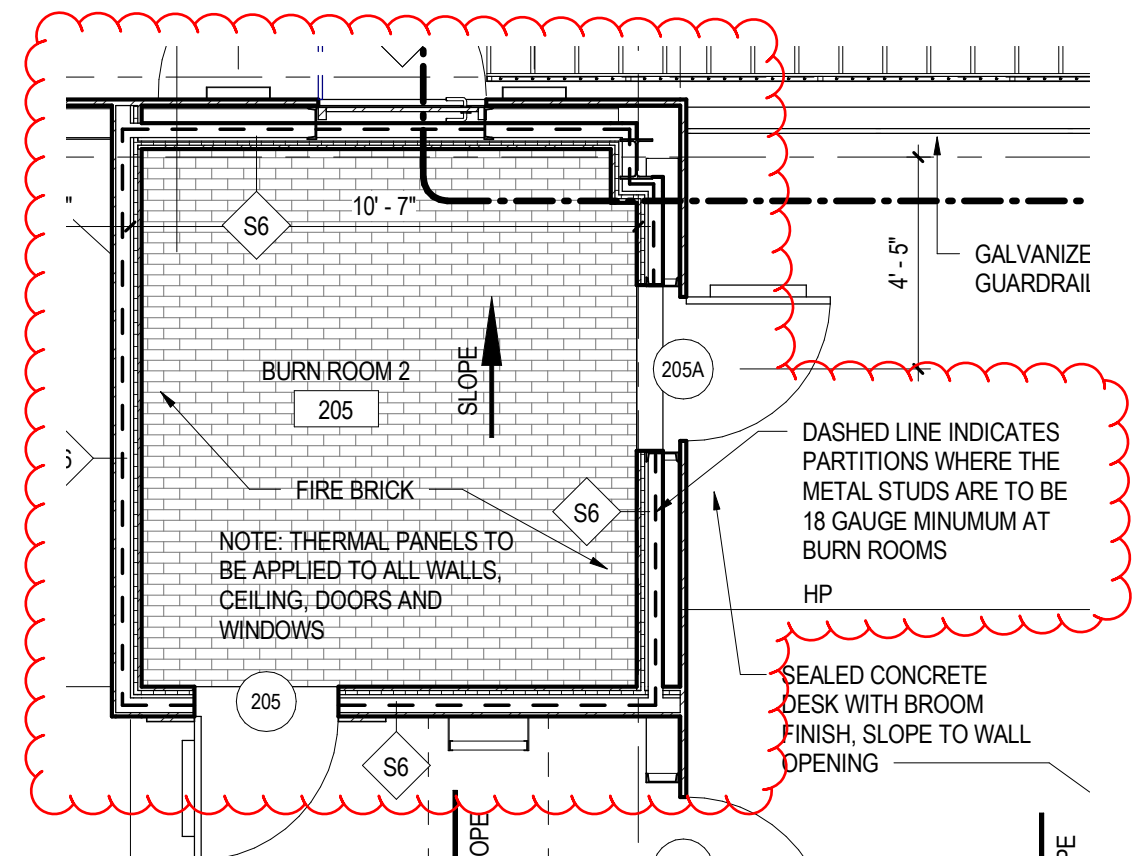 "
S6
10' - 7"
4' - 5"
GALVANIZE
GUARDRAIL
BURN ROOM 2
205
SLOPE
205A
DASHED LINE INDICATES
PARTITIONS WHERE THE
METAL STUDS ARE TO BE
18 GAUGE MINUMUM AT
BURN ROOMS
HP
FIRE BRICK
S6
NOTE: THERMAL PANELS TO
BE APPLIED TO ALL WALLS,
CEILING, DOORS AND
WINDOWS
205
SEALED CONCRETE
DESK WITH BROOM
FINISH, SLOPE TO WALL
OPENING
S6
OPE
PE